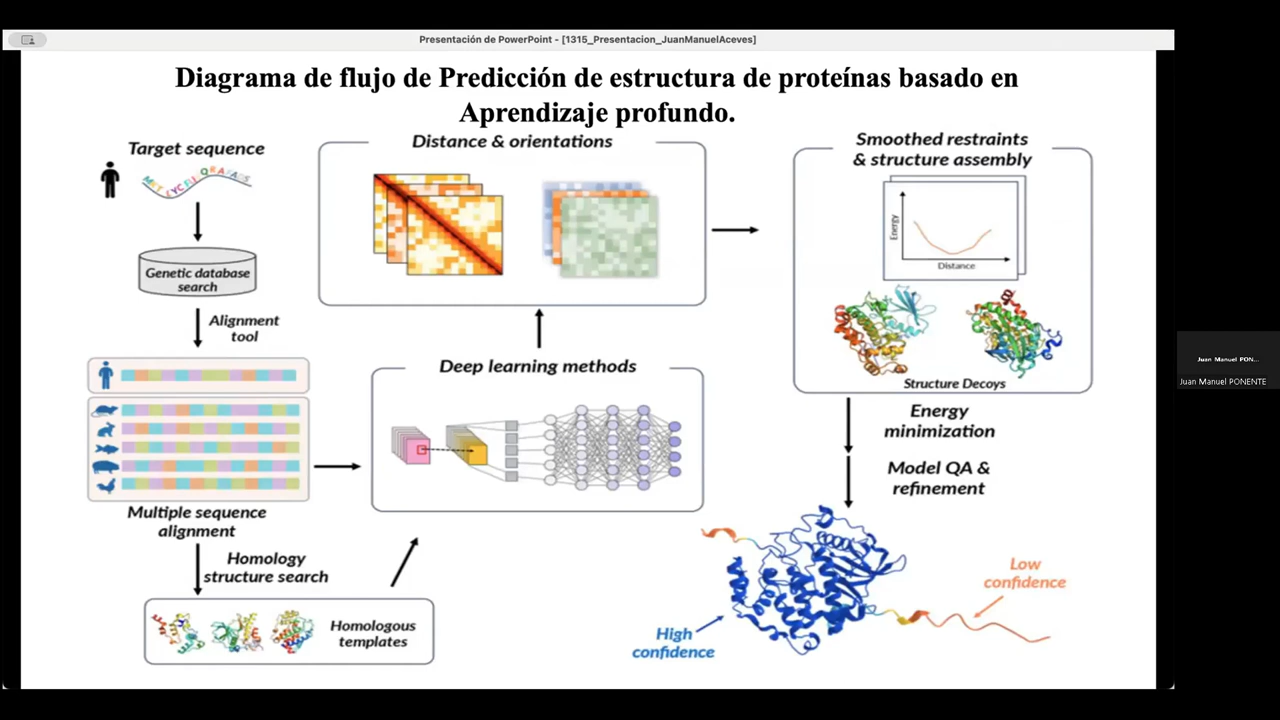 Presentación de PowerPoint - [1315_Presentacion_JuanManuelAceves]
Diagrama de flujo de Predicción de estructura de proteínas basado en
Aprendizaje profundo.
Target sequence
Genetic database
search
Alignment
tool
Multiple sequence
alignment
Homology
structure search
Homologous
templates
Deep learning methods
Distance & orientations
Smoothed restraints
& structure assembly
Energy
Distance
Structure Decoys
Energy
minimization
Model QA &
refinement
High
confidence
Low
confidence
Juan Manuel PON...
Juan Manuel PONENTE